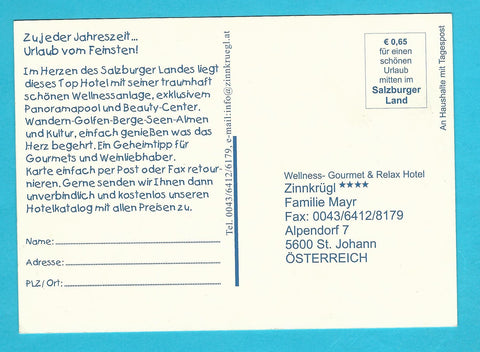 Zu jeder Jahreszeit...
Urlaub vom Feinsten!
Im Herzen des Salzburger Landes liegt
dieses Top Hotel mit seiner traumhaft
schönen Wellnessanlage, exklusivem
Panoramapool und Beauty-Center.
Wandern-Golfen-Berge-Seen-Almen
und Kultur, einfach genießen was das
Herz begehrt. Ein Geheimtipp für
Gourmets und Weinliebhaber.
Karte einfach per Post oder Fax retour-
nieren. Gerne senden wir Ihnen dann
unverbindlich und kostenlos unseren
Hotelkatalog mit allen Preisen zu.
Name:
Adresse:
PLZ/Ort:
Tel. 0043/6412/6179, e-mail:info@zinnkruegl.at
€ 0,65
für einen
schönen
Urlaub
mitten im
Salzburger
Land
An Haushalte mit Tagespost
Wellness- Gourmet & Relax Hotel
Zinnkrügl ★★★★
Familie Mayr
Fax: 0043/6412/8179
Alpendorf 7
5600 St. Johann
ÖSTERREICH